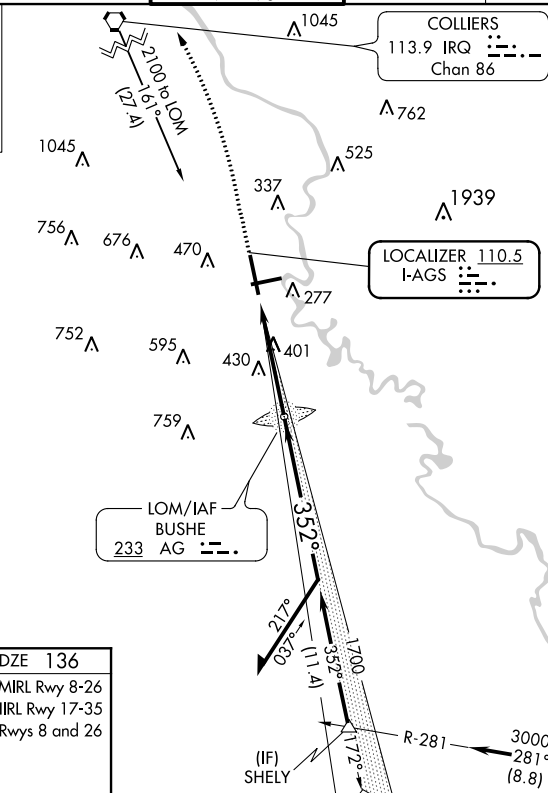 1045
COLLIERS
113.9 IRQ
Chan 86
2100 to LOM
161°
(27.4)
762
1045
525
337
1939
756
676
470
LOCALIZER 110.5
I-AGS
277
752
595
430
401
759
LOM/IAF
BUSHE
233 AG
352°
217°
037°
352°
1700
(11.4)
DZE 136
MIRL Rwy 8-26
HIRL Rwy 17-35
Rwys 8 and 26
(IF)
SHELY
172°
R-281
3000
281°
(8.8)